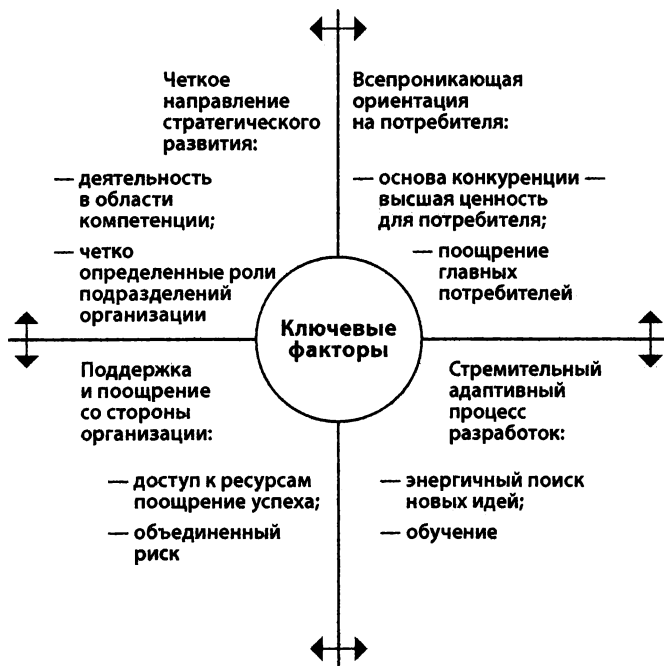 Четкое
направление
стратегического
развития:
— деятельность
в области
компетенции;
— четко
определенные роли
подразделений
организации
Всепроникающая
ориентация
на потребителя:
— основа конкуренции —
высшая ценность
для потребителя;
— поощрение
главных
потребителей
Ключевые
факторы
Поддержка
и поощрение
со стороны
организации:
— доступ к ресурсам
поощрение успеха;
— объединенный
риск
Стремительный
адаптивный
процесс
разработок:
— энергичный поиск
новых идей;
— обучение